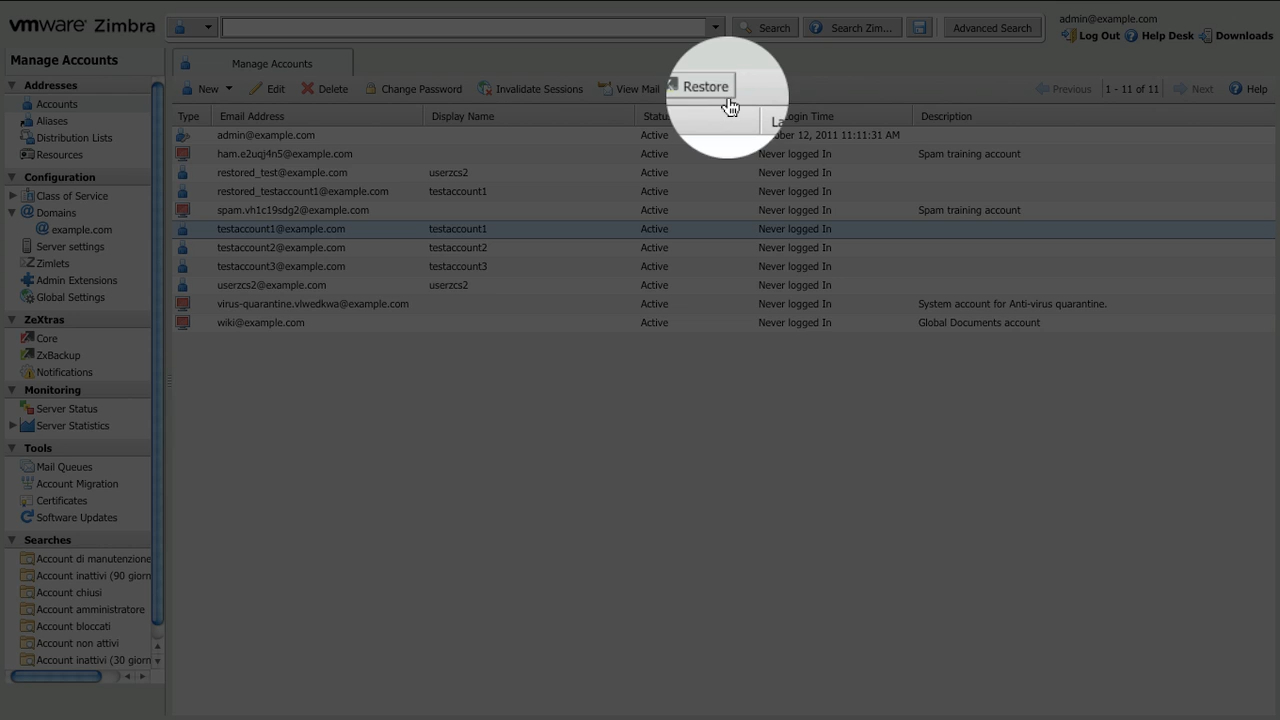 vmware Zimbra
Search
Search Zim...
Advanced Search
admin@example.com
Log Out
Help Desk
Downloads
Manage Accounts
Addresses
Accounts
Aliases
Distribution Lists
Resources
Configuration
Class of Service
Domains
example.com
Server settings
Zimlets
Admin Extensions
Global Settings
ZeXtras
Core
ZxBackup
Notifications
Monitoring
Server Status
Server Statistics
Tools
Mail Queues
Account Migration
Certificates
Software Updates
Searches
Account di manutenzione
Account inattivi (90 giorn
Account chiusi
Account amministratore
Account bloccati
Account non attivi
Account inattivi (30 giorn
Manage Accounts
New Edit Delete Change Password Invalidate Sessions View Mail Restore Previous 1 - 11 of 11 Next Help
Type Email Address Display Name Statu La ogin Time Description
admin@example.com Active ber 12, 2011 11:11:31 AM
ham.e2uqj4n5@example.com Active Never logged In Spam training account
restored_test@example.com userzcs2 Active Never logged In
restored_testaccount1@example.com testaccount1 Active Never logged In
spam.vh1c19sdg2@example.com Active Never logged In Spam training account
testaccount1@example.com testaccount1 Active Never logged In
testaccount2@example.com testaccount2 Active Never logged In
testaccount3@example.com testaccount3 Active Never logged In
userzcs2@example.com userzcs2 Active Never logged In
virus-quarantine.vlwedkwa@example.com Active Never logged In System account for Anti-virus quarantine.
wiki@example.com Active Never logged In Global Documents account